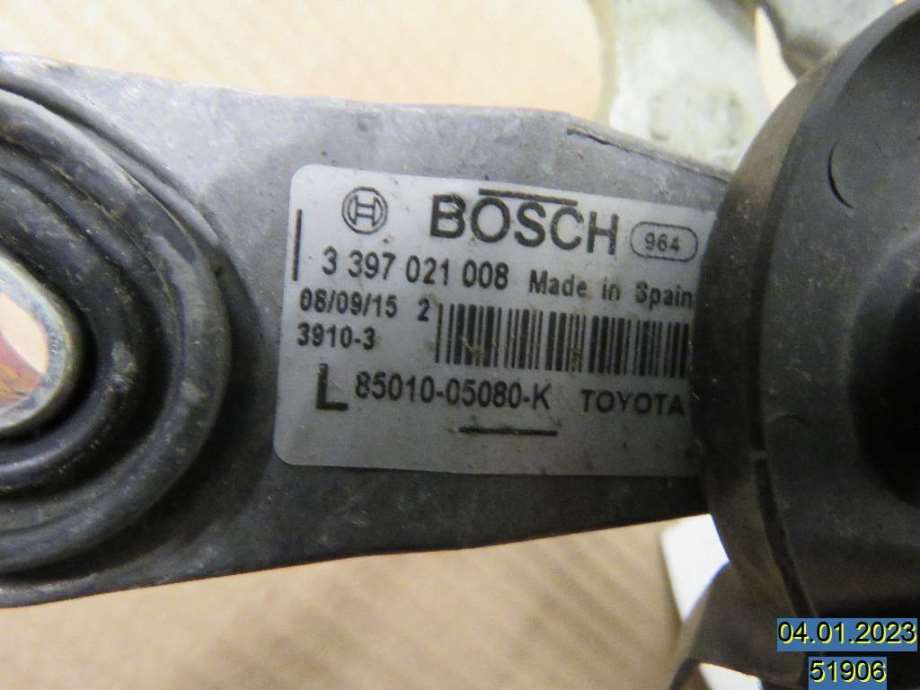 BOSCH 964
3 397 021 008 Made in Spain
08/09/15 2
3910-3
L 85010-05080-K TOYOTA
04.01.2023
51906